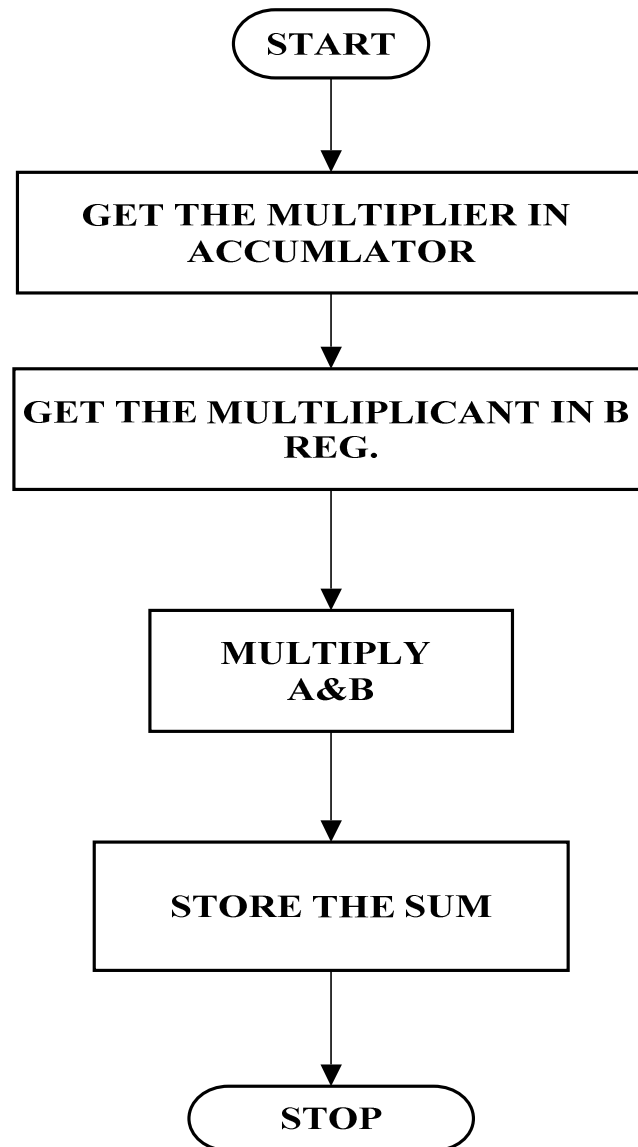 START
GET THE MULTIPLIER IN
ACCUMLATOR
GET THE MULTLIPLICANT IN B
REG.
MULTIPLY
A&B
STORE THE SUM
STOP